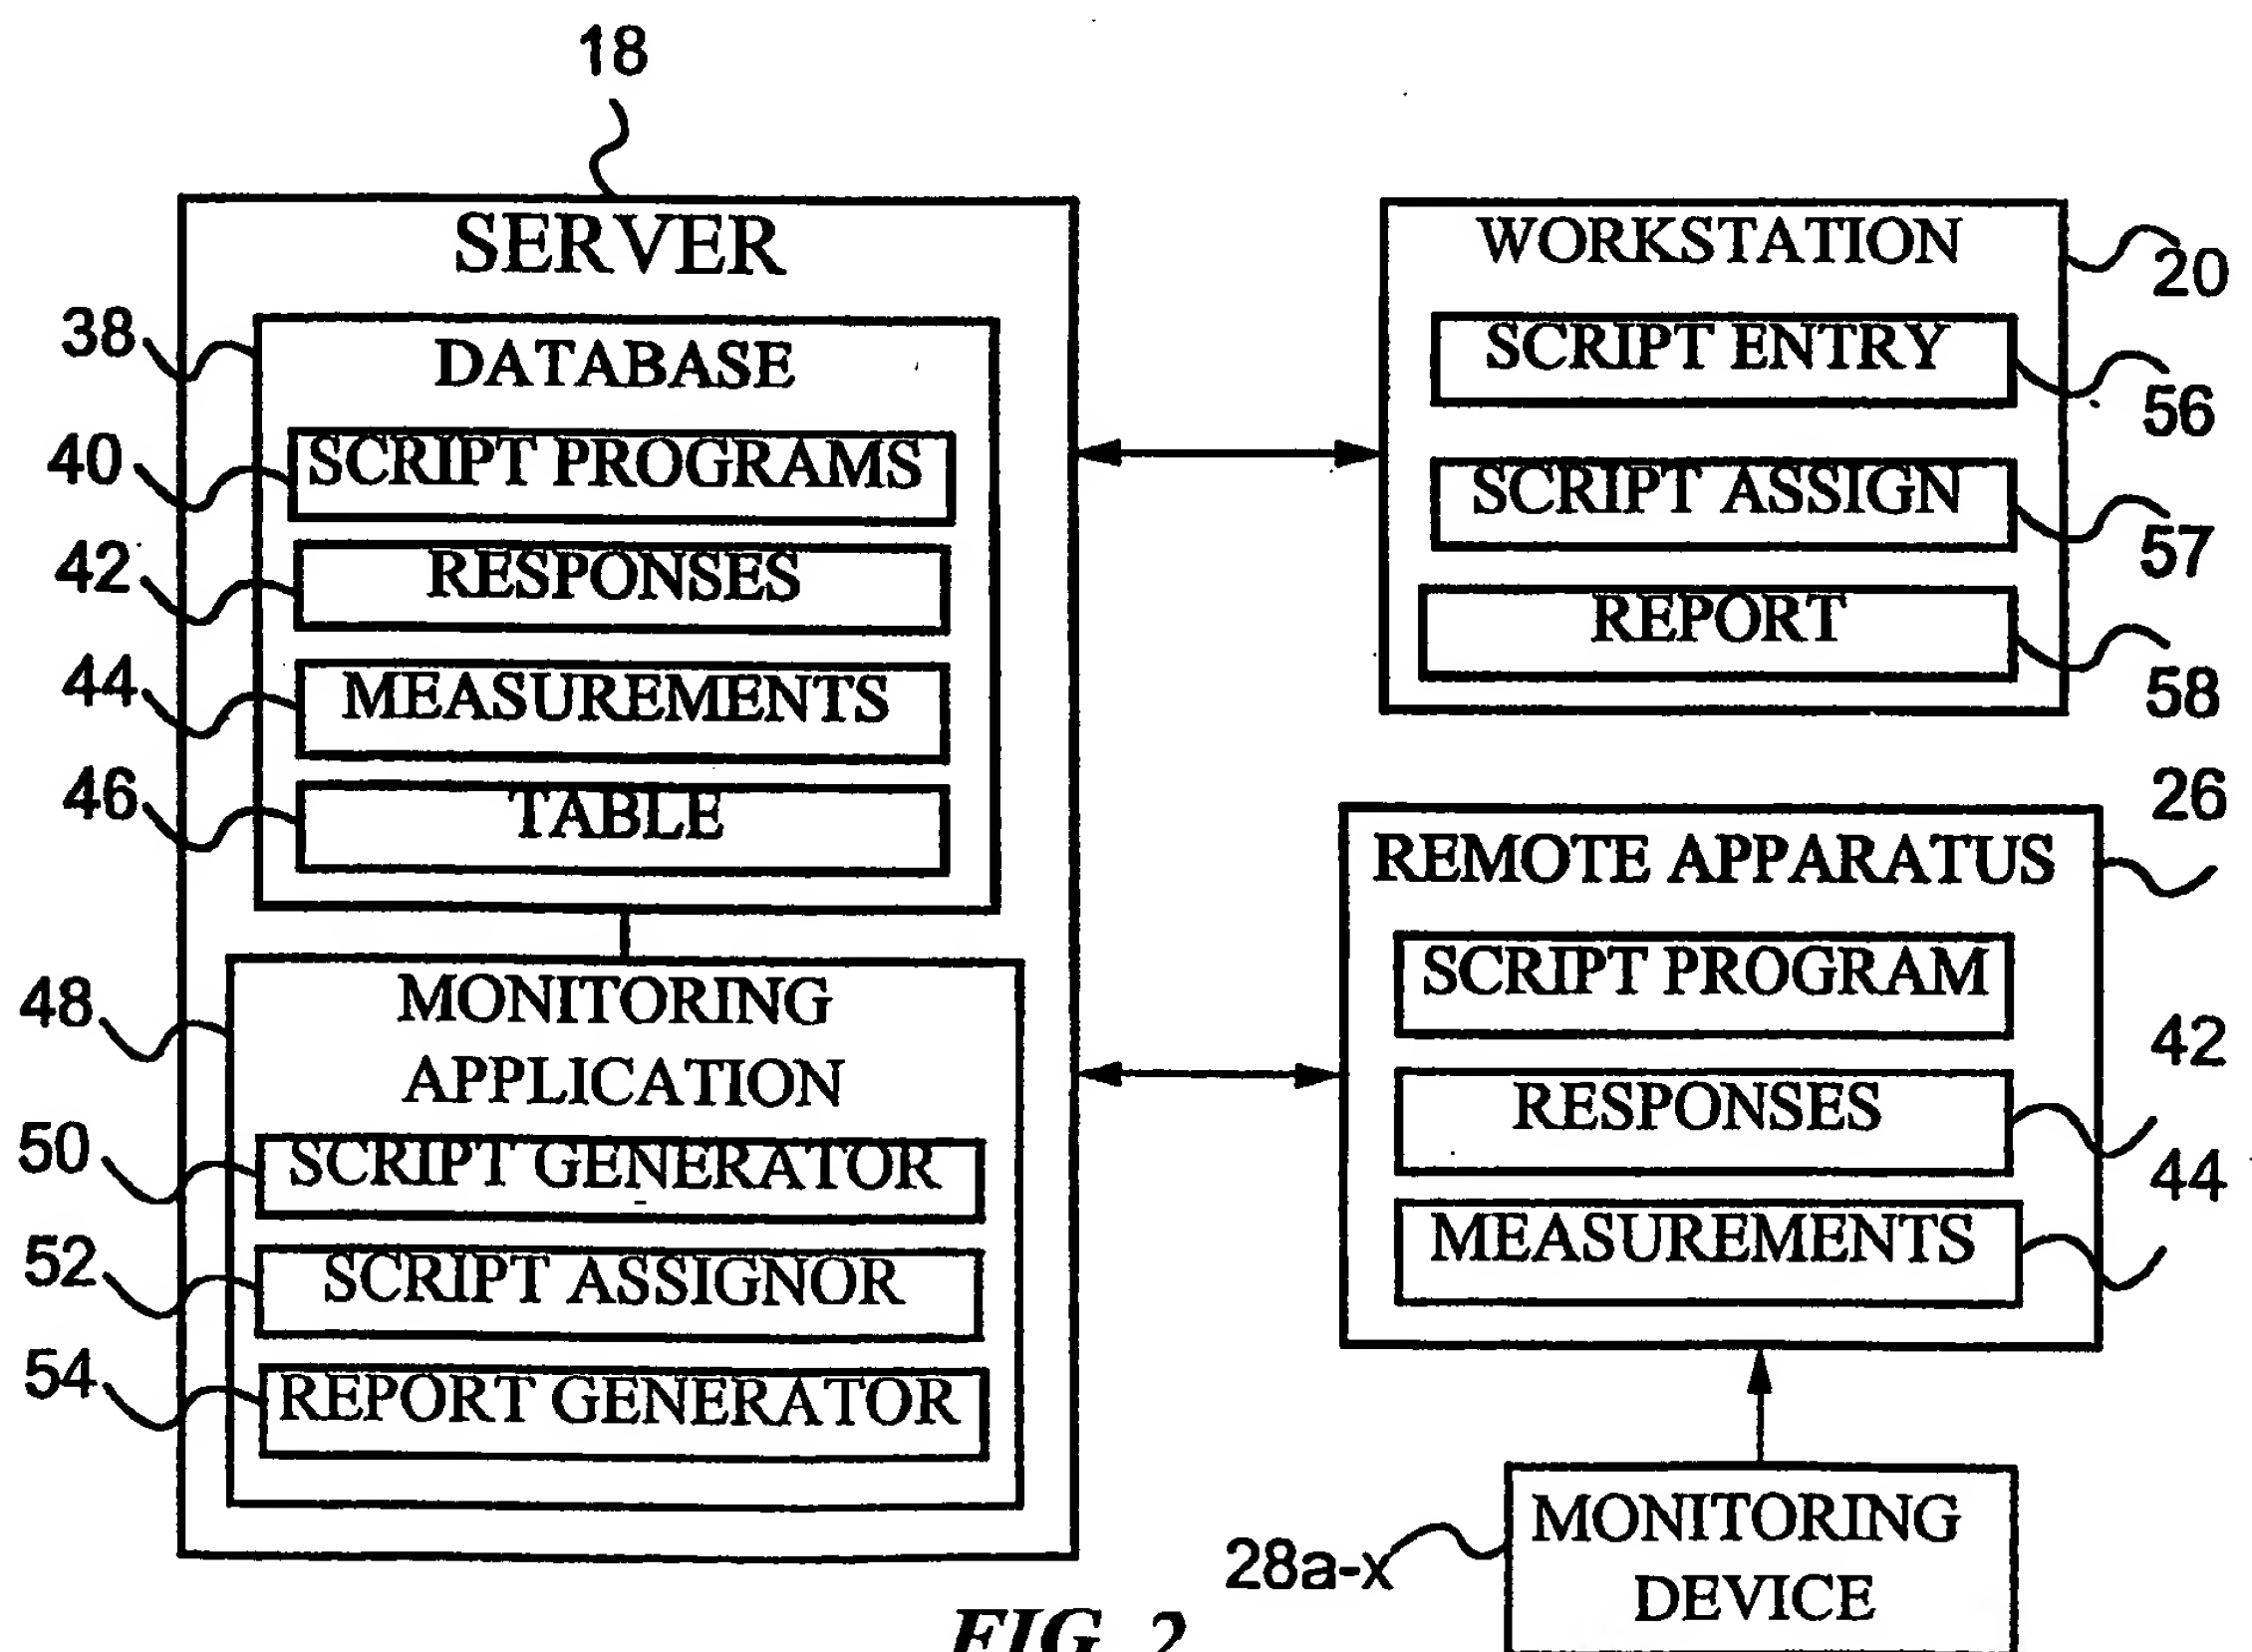 18
SERVER
38
DATABASE
40
SCRIPT PROGRAMS
42
RESPONSES
44
MEASUREMENTS
46
TABLE
48
MONITORING
APPLICATION
50
SCRIPT GENERATOR
52
SCRIPT ASSIGNOR
54
REPORT GENERATOR
WORKSTATION
20
SCRIPT ENTRY
56
SCRIPT ASSIGN
57
REPORT
58
26
REMOTE APPARATUS
SCRIPT PROGRAM
42
RESPONSES
44
MEASUREMENTS
28a-x
MONITORING
DEVICE
FIG. 2